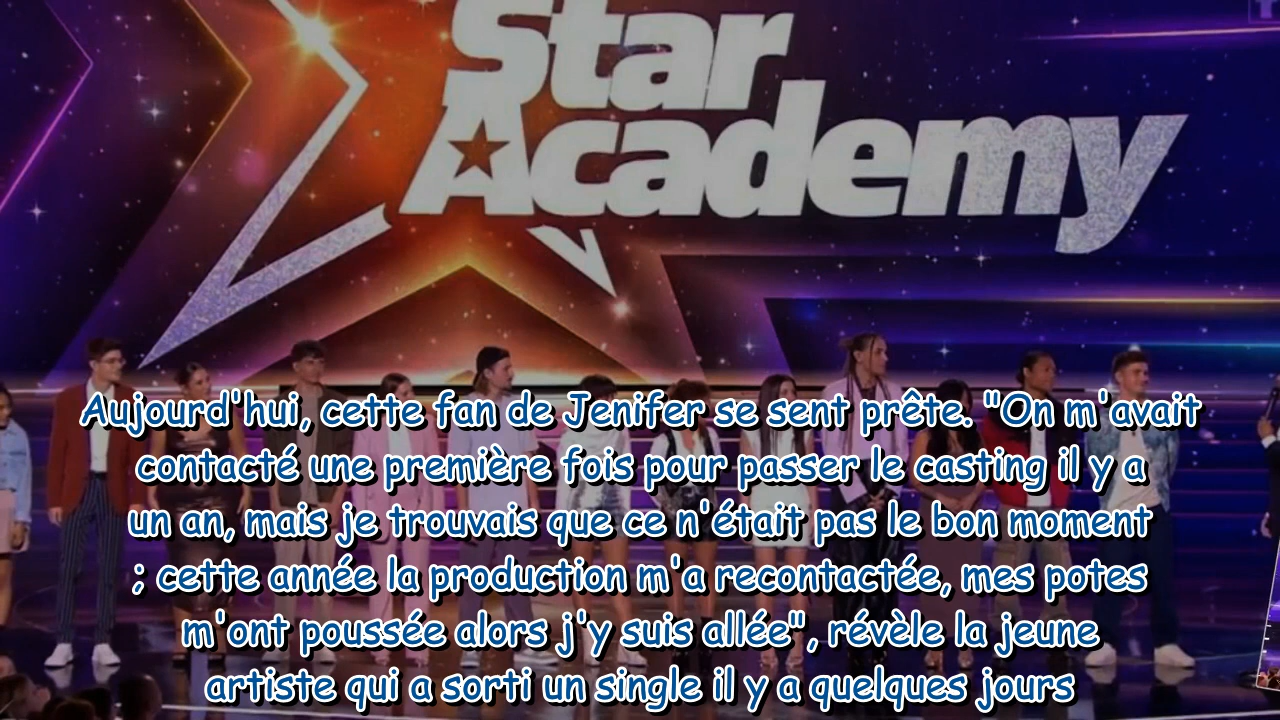 Star
Academy
Aujourd'hui, cette fan de Jenifer se sent prête. "On m'avait
contacté une première fois pour passer le casting il y a
un an, mais je trouvais que ce n'était pas le bon moment
; cette année la production m'a recontactée, mes potes
m'ont poussée alors j'y suis allée", révèle la jeune
artiste qui a sorti un single il y a quelques jours